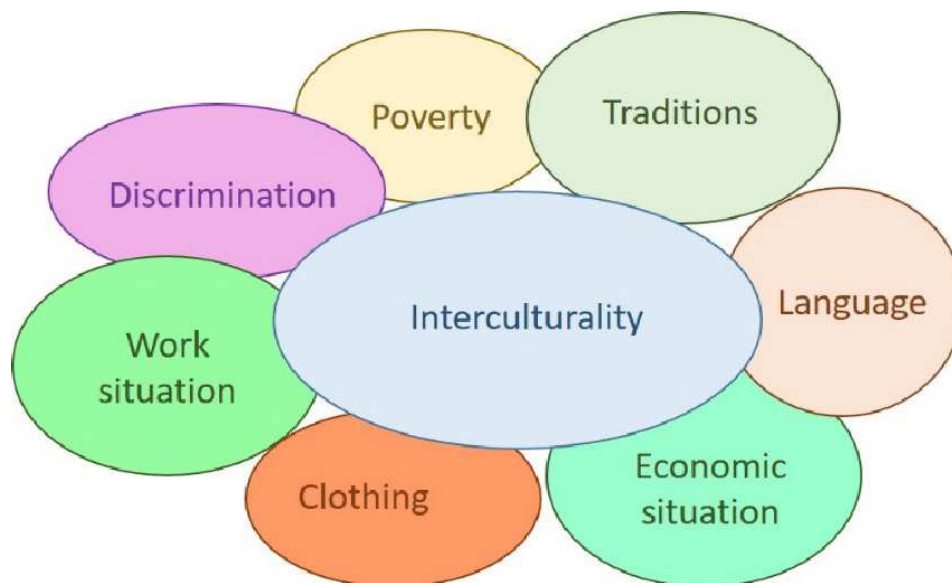 Poverty
Traditions
Discrimination
Language
Interculturality
Work
situation
Economic
situation
Clothing